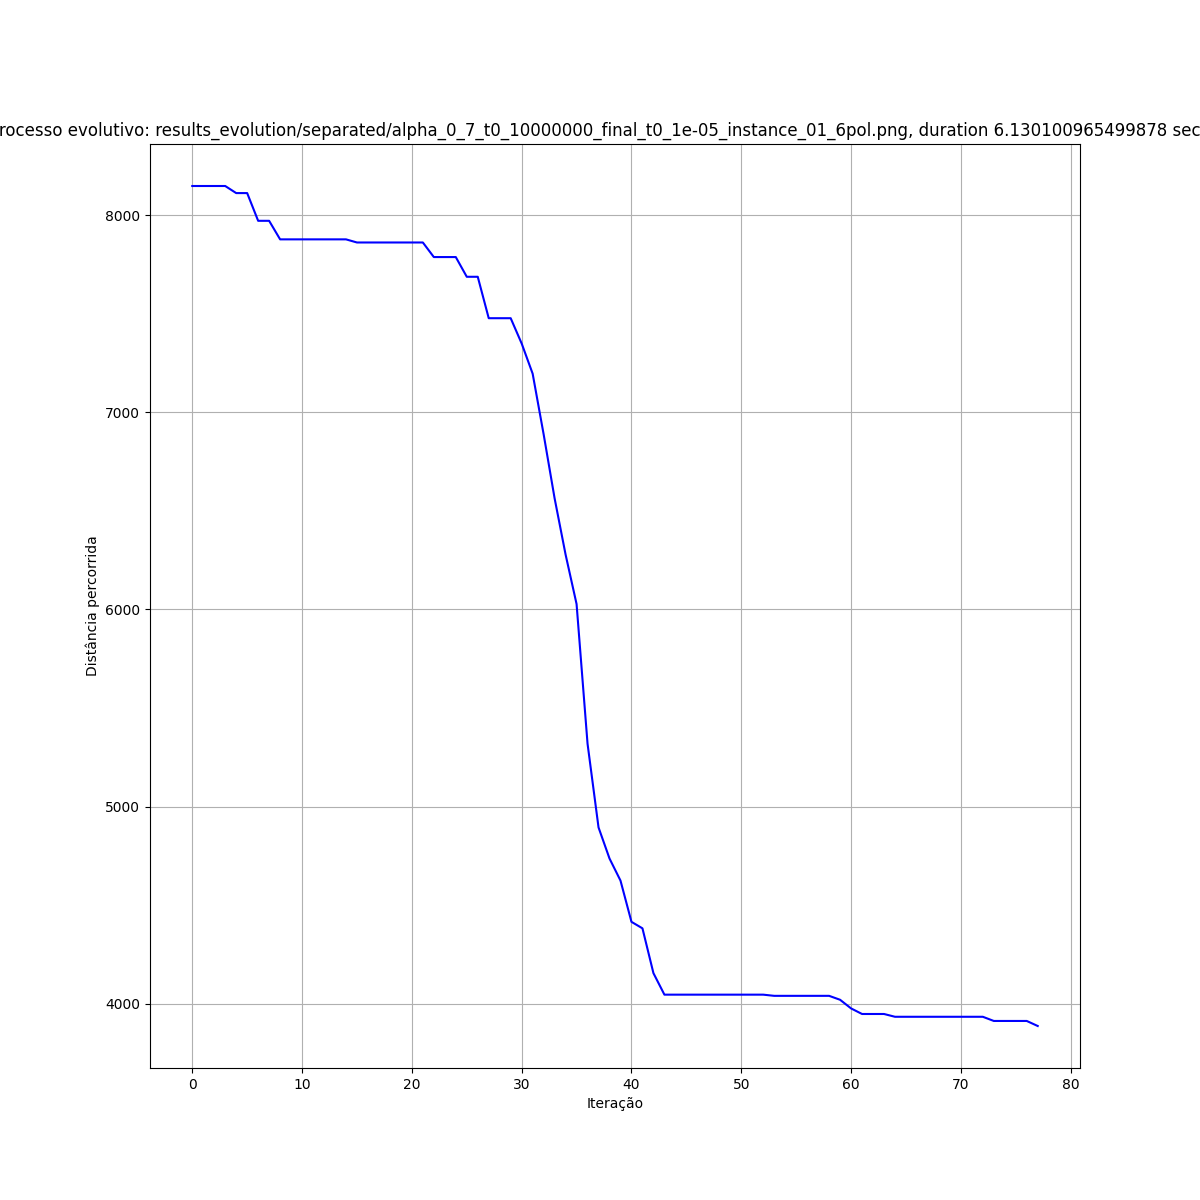 rocesso evolutivo: results_evolution/separated/alpha_0_7_t0_10000000_final_t0_1e-05_instance_01_6pol.png, duration 6.130100965499878 sec
8000
7000
6000
5000
4000
Distância percorrida
0 10 20 30 40 50 60 70 80
Iteração